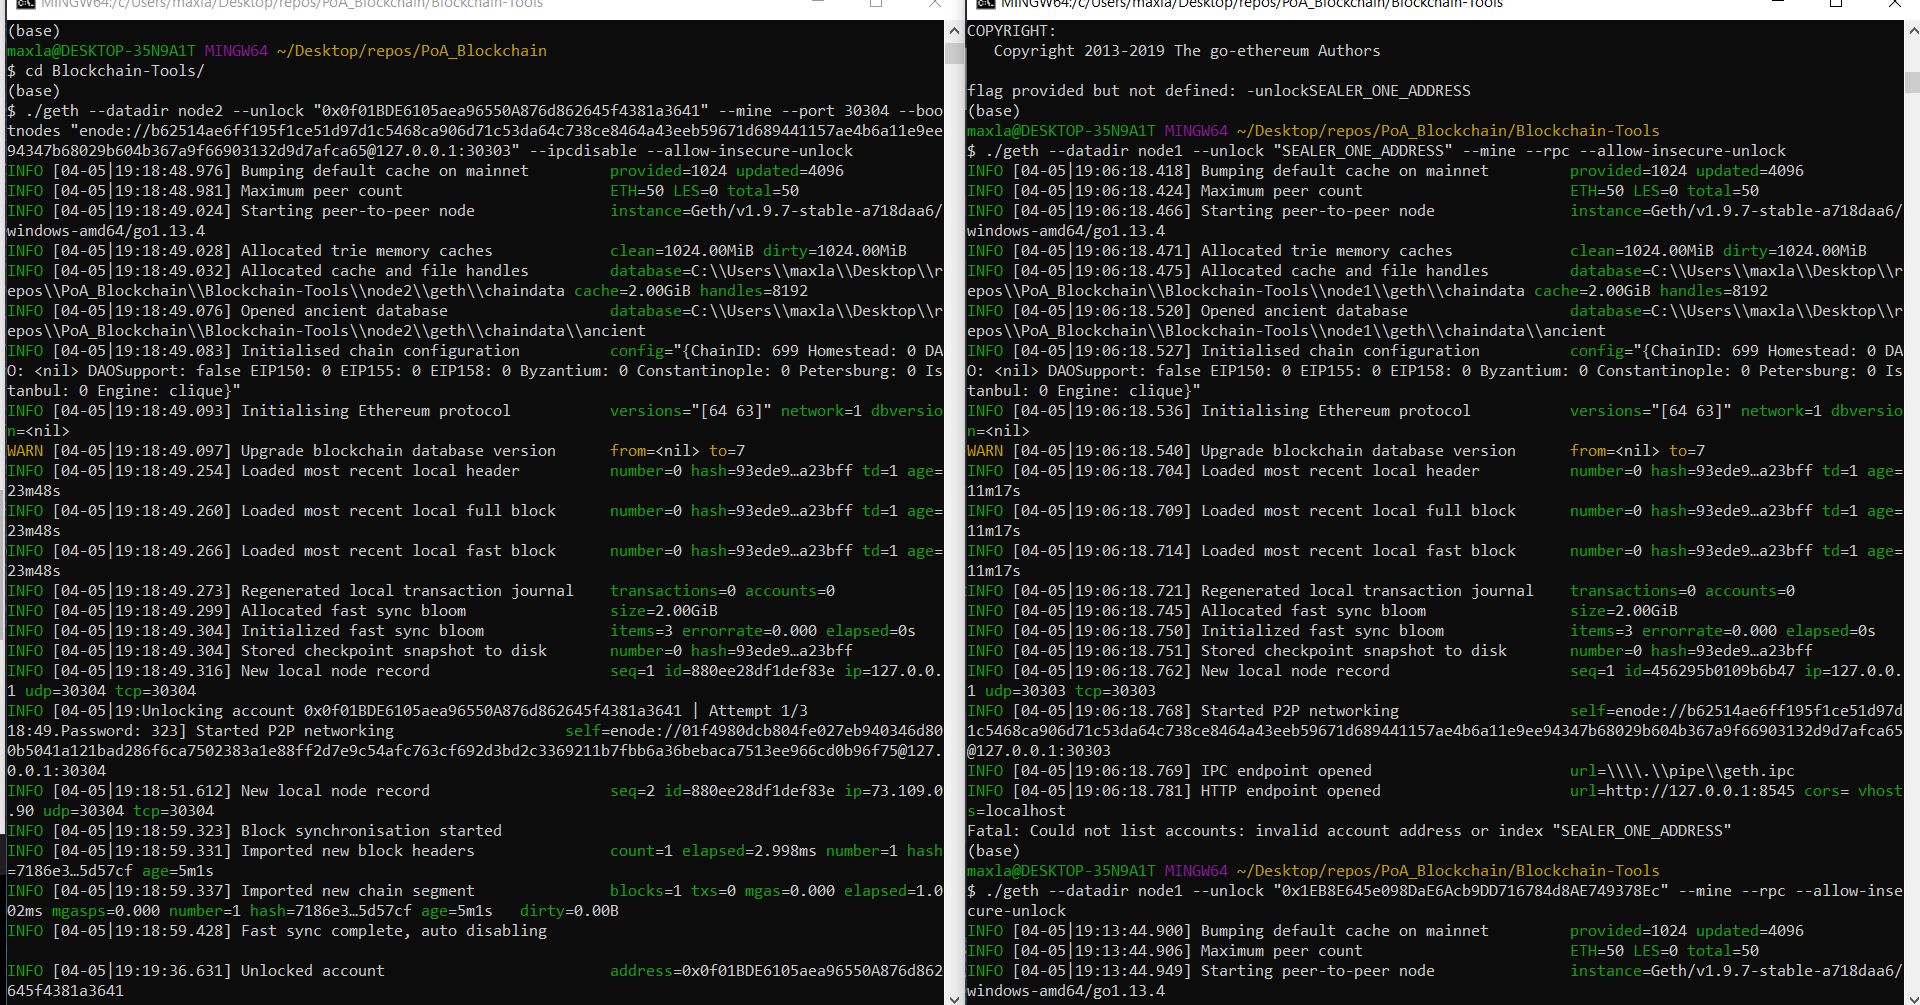 MINGW64:/c/Users/maxla/Desktop/repos/PoA_Blockchain/Blockchain-Tools
(base)
maxla@DESKTOP-35N9A1T MINGW64 ~/Desktop/repos/PoA_Blockchain
$ cd Blockchain-Tools/
(base)
$ ./geth --datadir node2 --unlock "0x0f01BDE6105aea96550A876d862645f4381a3641" --mine --port 30304 --boo
tnodes "enode://b62514ae6ff195f1ce51d97d1c5468ca906d71c53da64c738ce8464a43eeb59671d689441157ae4b6a11e9ee
94347b68029b604b367a9f66903132d9d7afca65@127.0.0.1:30303" --ipcdisable --allow-insecure-unlock
INFO [04-05|19:18:48.976] Bumping default cache on mainnet provided=1024 updated=4096
INFO [04-05|19:18:48.981] Maximum peer count ETH=50 LES=0 total=50
INFO [04-05|19:18:49.024] Starting peer-to-peer node instance=Geth/v1.9.7-stable-a718daa6/
windows-amd64/go1.13.4
INFO [04-05|19:18:49.028] Allocated trie memory caches clean=1024.00MiB dirty=1024.00MiB
INFO [04-05|19:18:49.032] Allocated cache and file handles database=C:\\Users\\maxla\\Desktop\\r
epos\\PoA_Blockchain\\Blockchain-Tools\\node2\\geth\\chaindata cache=2.00GiB handles=8192
INFO [04-05|19:18:49.076] Opened ancient database database=C:\\Users\\maxla\\Desktop\\r
epos\\PoA_Blockchain\\Blockchain-Tools\\node2\\geth\\chaindata\\ancient
INFO [04-05|19:18:49.083] Initialised chain configuration config="{ChainID: 699 Homestead: 0 DA
O: <nil> DAOSupport: false EIP150: 0 EIP155: 0 EIP158: 0 Byzantium: 0 Constantinople: 0 Petersburg: 0 Is
tanbul: 0 Engine: clique}"
INFO [04-05|19:18:49.093] Initialising Ethereum protocol versions="[64 63]" network=1 dbversio
n=<nil>
WARN [04-05|19:18:49.097] Upgrade blockchain database version from=<nil> to=7
INFO [04-05|19:18:49.254] Loaded most recent local header number=0 hash=93ede9…a23bff td=1 age=
23m48s
INFO [04-05|19:18:49.260] Loaded most recent local full block number=0 hash=93ede9…a23bff td=1 age=
23m48s
INFO [04-05|19:18:49.266] Loaded most recent local fast block number=0 hash=93ede9…a23bff td=1 age=
23m48s
INFO [04-05|19:18:49.273] Regenerated local transaction journal transactions=0 accounts=0
INFO [04-05|19:18:49.299] Allocated fast sync bloom size=2.00GiB
INFO [04-05|19:18:49.304] Initialized fast sync bloom items=3 errorrate=0.000 elapsed=0s
INFO [04-05|19:18:49.304] Stored checkpoint snapshot to disk number=0 hash=93ede9…a23bff
INFO [04-05|19:18:49.316] New local node record seq=1 id=880ee28df1def83e ip=127.0.0.
1 udp=30304 tcp=30304
INFO [04-05|19:Unlocking account 0x0f01BDE6105aea96550A876d862645f4381a3641 | Attempt 1/3
18:49.Password: 323] Started P2P networking self=enode://01f4980dcb804fe027eb940346d80
0b5041a121bad286f6ca7502383a1e88ff2d7e9c54afc763cf692d3bd2c3369211b7fbb6a36bebaca7513ee966cd0b96f75@127.
0.0.1:30304
INFO [04-05|19:18:51.612] New local node record seq=2 id=880ee28df1def83e ip=73.109.0
.90 udp=30304 tcp=30304
INFO [04-05|19:18:59.323] Block synchronisation started
INFO [04-05|19:18:59.331] Imported new block headers count=1 elapsed=2.998ms number=1 hash
=7186e3…5d57cf age=5m1s
INFO [04-05|19:18:59.337] Imported new chain segment blocks=1 txs=0 mgas=0.000 elapsed=1.0
02ms mgasps=0.000 number=1 hash=7186e3…5d57cf age=5m1s dirty=0.00B
INFO [04-05|19:18:59.428] Fast sync complete, auto disabling
INFO [04-05|19:19:36.631] Unlocked account address=0x0f01BDE6105aea96550A876d862
645f4381a3641
MINGW64:/c/Users/maxla/Desktop/repos/PoA_Blockchain/Blockchain-Tools
COPYRIGHT:
Copyright 2013-2019 The go-ethereum Authors
flag provided but not defined: -unlockSEALER_ONE_ADDRESS
(base)
maxla@DESKTOP-35N9A1T MINGW64 ~/Desktop/repos/PoA_Blockchain/Blockchain-Tools
$ ./geth --datadir node1 --unlock "SEALER_ONE_ADDRESS" --mine --rpc --allow-insecure-unlock
INFO [04-05|19:06:18.418] Bumping default cache on mainnet provided=1024 updated=4096
INFO [04-05|19:06:18.424] Maximum peer count ETH=50 LES=0 total=50
INFO [04-05|19:06:18.466] Starting peer-to-peer node instance=Geth/v1.9.7-stable-a718daa6/
windows-amd64/go1.13.4
INFO [04-05|19:06:18.471] Allocated trie memory caches clean=1024.00MiB dirty=1024.00MiB
INFO [04-05|19:06:18.475] Allocated cache and file handles database=C:\\Users\\maxla\\Desktop\\r
epos\\PoA_Blockchain\\Blockchain-Tools\\node1\\geth\\chaindata cache=2.00GiB handles=8192
INFO [04-05|19:06:18.520] Opened ancient database database=C:\\Users\\maxla\\Desktop\\r
epos\\PoA_Blockchain\\Blockchain-Tools\\node1\\geth\\chaindata\\ancient
INFO [04-05|19:06:18.527] Initialised chain configuration config="{ChainID: 699 Homestead: 0 DA
O: <nil> DAOSupport: false EIP150: 0 EIP155: 0 EIP158: 0 Byzantium: 0 Constantinople: 0 Petersburg: 0 Is
tanbul: 0 Engine: clique}"
INFO [04-05|19:06:18.536] Initialising Ethereum protocol versions="[64 63]" network=1 dbversio
n=<nil>
WARN [04-05|19:06:18.540] Upgrade blockchain database version from=<nil> to=7
INFO [04-05|19:06:18.704] Loaded most recent local header number=0 hash=93ede9…a23bff td=1 age=
11m17s
INFO [04-05|19:06:18.709] Loaded most recent local full block number=0 hash=93ede9…a23bff td=1 age=
11m17s
INFO [04-05|19:06:18.714] Loaded most recent local fast block number=0 hash=93ede9…a23bff td=1 age=
11m17s
INFO [04-05|19:06:18.721] Regenerated local transaction journal transactions=0 accounts=0
INFO [04-05|19:06:18.745] Allocated fast sync bloom size=2.00GiB
INFO [04-05|19:06:18.750] Initialized fast sync bloom items=3 errorrate=0.000 elapsed=0s
INFO [04-05|19:06:18.751] Stored checkpoint snapshot to disk number=0 hash=93ede9…a23bff
INFO [04-05|19:06:18.762] New local node record seq=1 id=456295b0109b6b47 ip=127.0.0.
1 udp=30303 tcp=30303
INFO [04-05|19:06:18.768] Started P2P networking self=enode://b62514ae6ff195f1ce51d97d
1c5468ca906d71c53da64c738ce8464a43eeb59671d689441157ae4b6a11e9ee94347b68029b604b367a9f66903132d9d7afca65
@127.0.0.1:30303
INFO [04-05|19:06:18.769] IPC endpoint opened url=\\\\.\\pipe\\geth.ipc
INFO [04-05|19:06:18.781] HTTP endpoint opened url=http://127.0.0.1:8545 cors= vhost
s=localhost
Fatal: Could not list accounts: invalid account address or index "SEALER_ONE_ADDRESS"
(base)
maxla@DESKTOP-35N9A1T MINGW64 ~/Desktop/repos/PoA_Blockchain/Blockchain-Tools
$ ./geth --datadir node1 --unlock "0x1EB8E645e098DaE6Acb9DD716784d8AE749378Ec" --mine --rpc --allow-inse
cure-unlock
INFO [04-05|19:13:44.900] Bumping default cache on mainnet provided=1024 updated=4096
INFO [04-05|19:13:44.906] Maximum peer count ETH=50 LES=0 total=50
INFO [04-05|19:13:44.949] Starting peer-to-peer node instance=Geth/v1.9.7-stable-a718daa6/
windows-amd64/go1.13.4